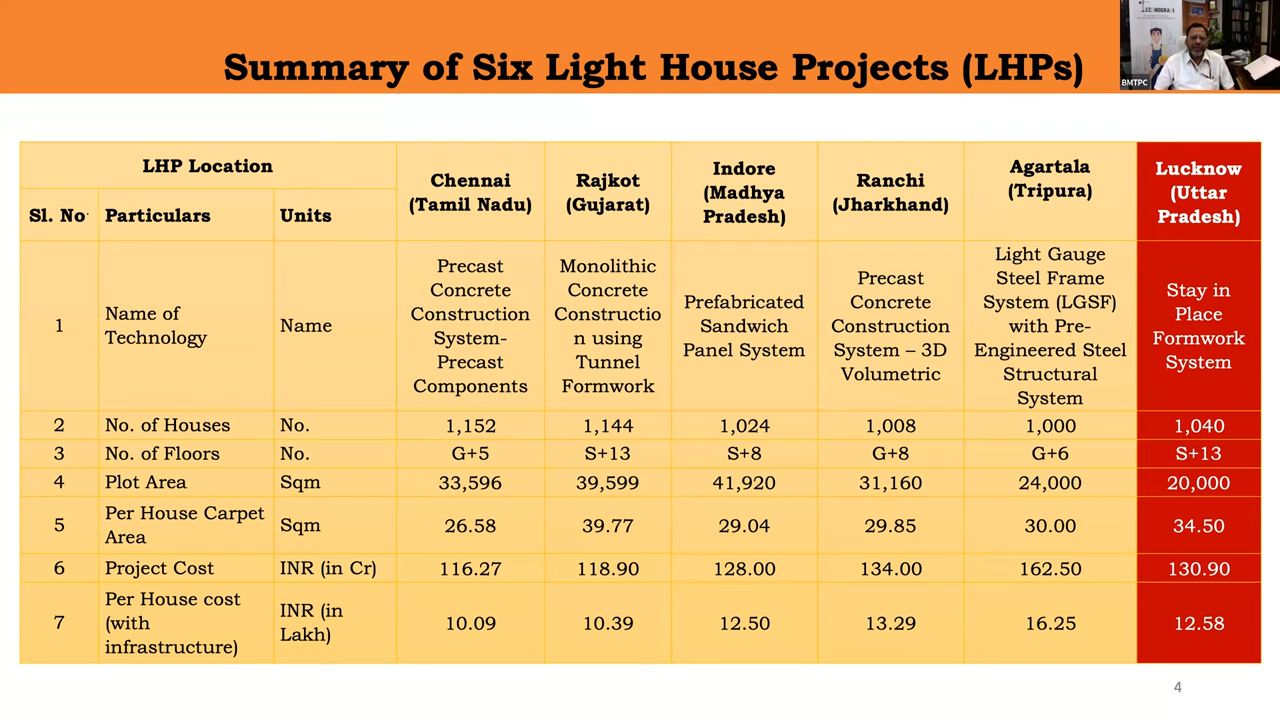 Summary of Six Light House Projects (LHPs)
BMTPC
LHP Location
Chennai
(Tamil Nadu)
Rajkot
(Gujarat)
Indore
(Madhya
Pradesh)
Ranchi
(Jharkhand)
Agartala
(Tripura)
Lucknow
(Uttar
Pradesh)
Sl. No.
Particulars
Units
1
Name of
Technology
Name
Precast
Concrete
Construction
System-
Precast
Components
Monolithic
Concrete
Constructio
n using
Tunnel
Formwork
Prefabricated
Sandwich
Panel System
Precast
Concrete
Construction
System – 3D
Volumetric
Light Gauge
Steel Frame
System (LGSF)
with Pre-
Engineered Steel
Structural
System
Stay in
Place
Formwork
System
2 No. of Houses No. 1,152 1,144 1,024 1,008 1,000 1,040
3 No. of Floors No. G+5 S+13 S+8 G+8 G+6 S+13
4 Plot Area Sqm 33,596 39,599 41,920 31,160 24,000 20,000
5
Per House Carpet
Area
Sqm 26.58 39.77 29.04 29.85 30.00 34.50
6 Project Cost INR (in Cr) 116.27 118.90 128.00 134.00 162.50 130.90
7
Per House cost
(with
infrastructure)
INR (in
Lakh)
10.09 10.39 12.50 13.29 16.25 12.58
4